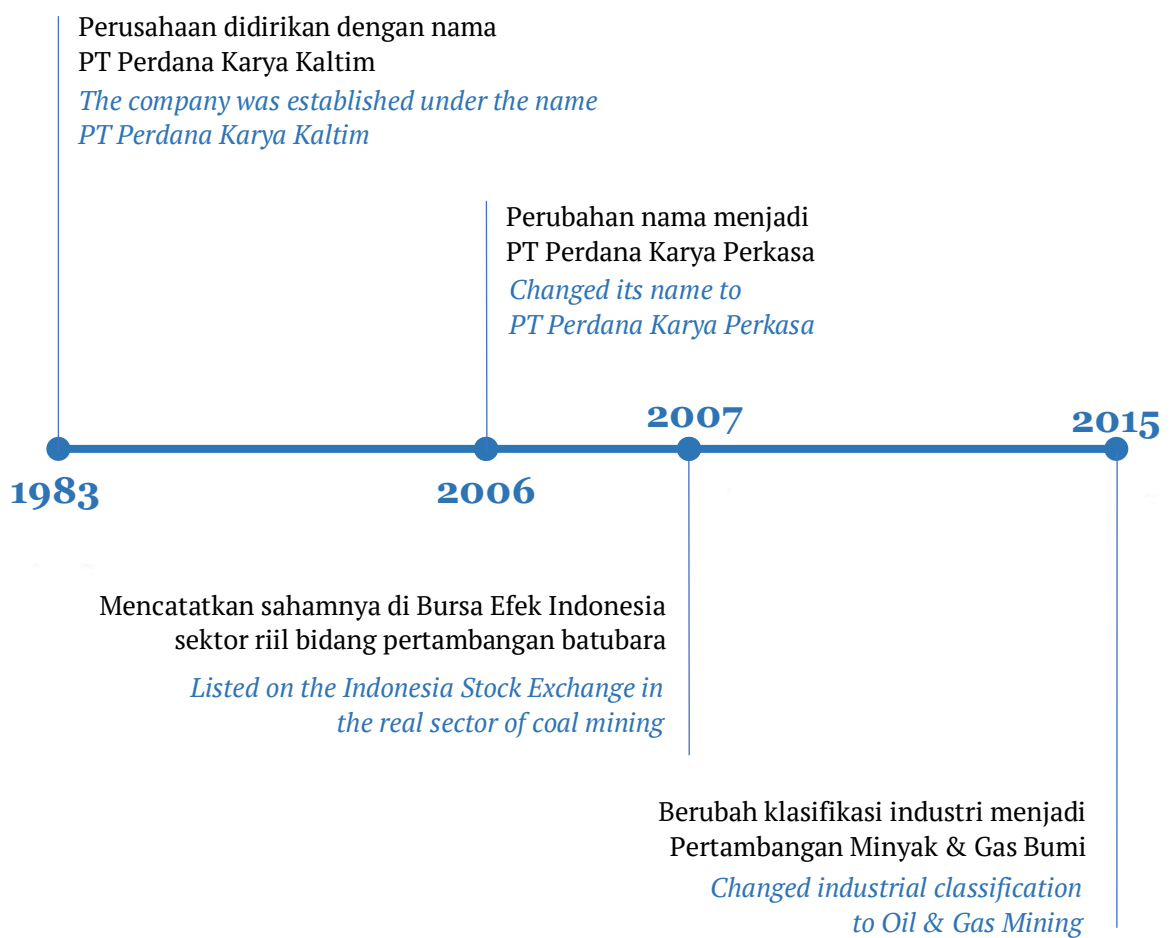 Perusahaan didirikan dengan nama
PT Perdana Karya Kaltim
The company was established under the name
PT Perdana Karya Kaltim
Perubahan nama menjadi
PT Perdana Karya Perkasa
Changed its name to
PT Perdana Karya Perkasa
2007
2015
1983
2006
Mencatatkan sahamnya di Bursa Efek Indonesia
sektor riil bidang pertambangan batubara
Listed on the Indonesia Stock Exchange in
the real sector of coal mining
Berubah klasifikasi industri menjadi
Pertambangan Minyak & Gas Bumi
Changed industrial classification
to Oil & Gas Mining